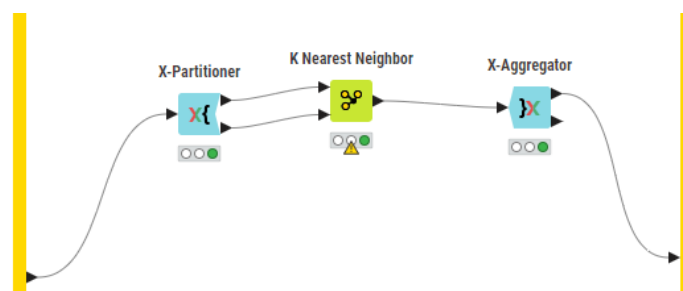 X-Partitioner
K Nearest Neighbor
X-Aggregator
X{
}X